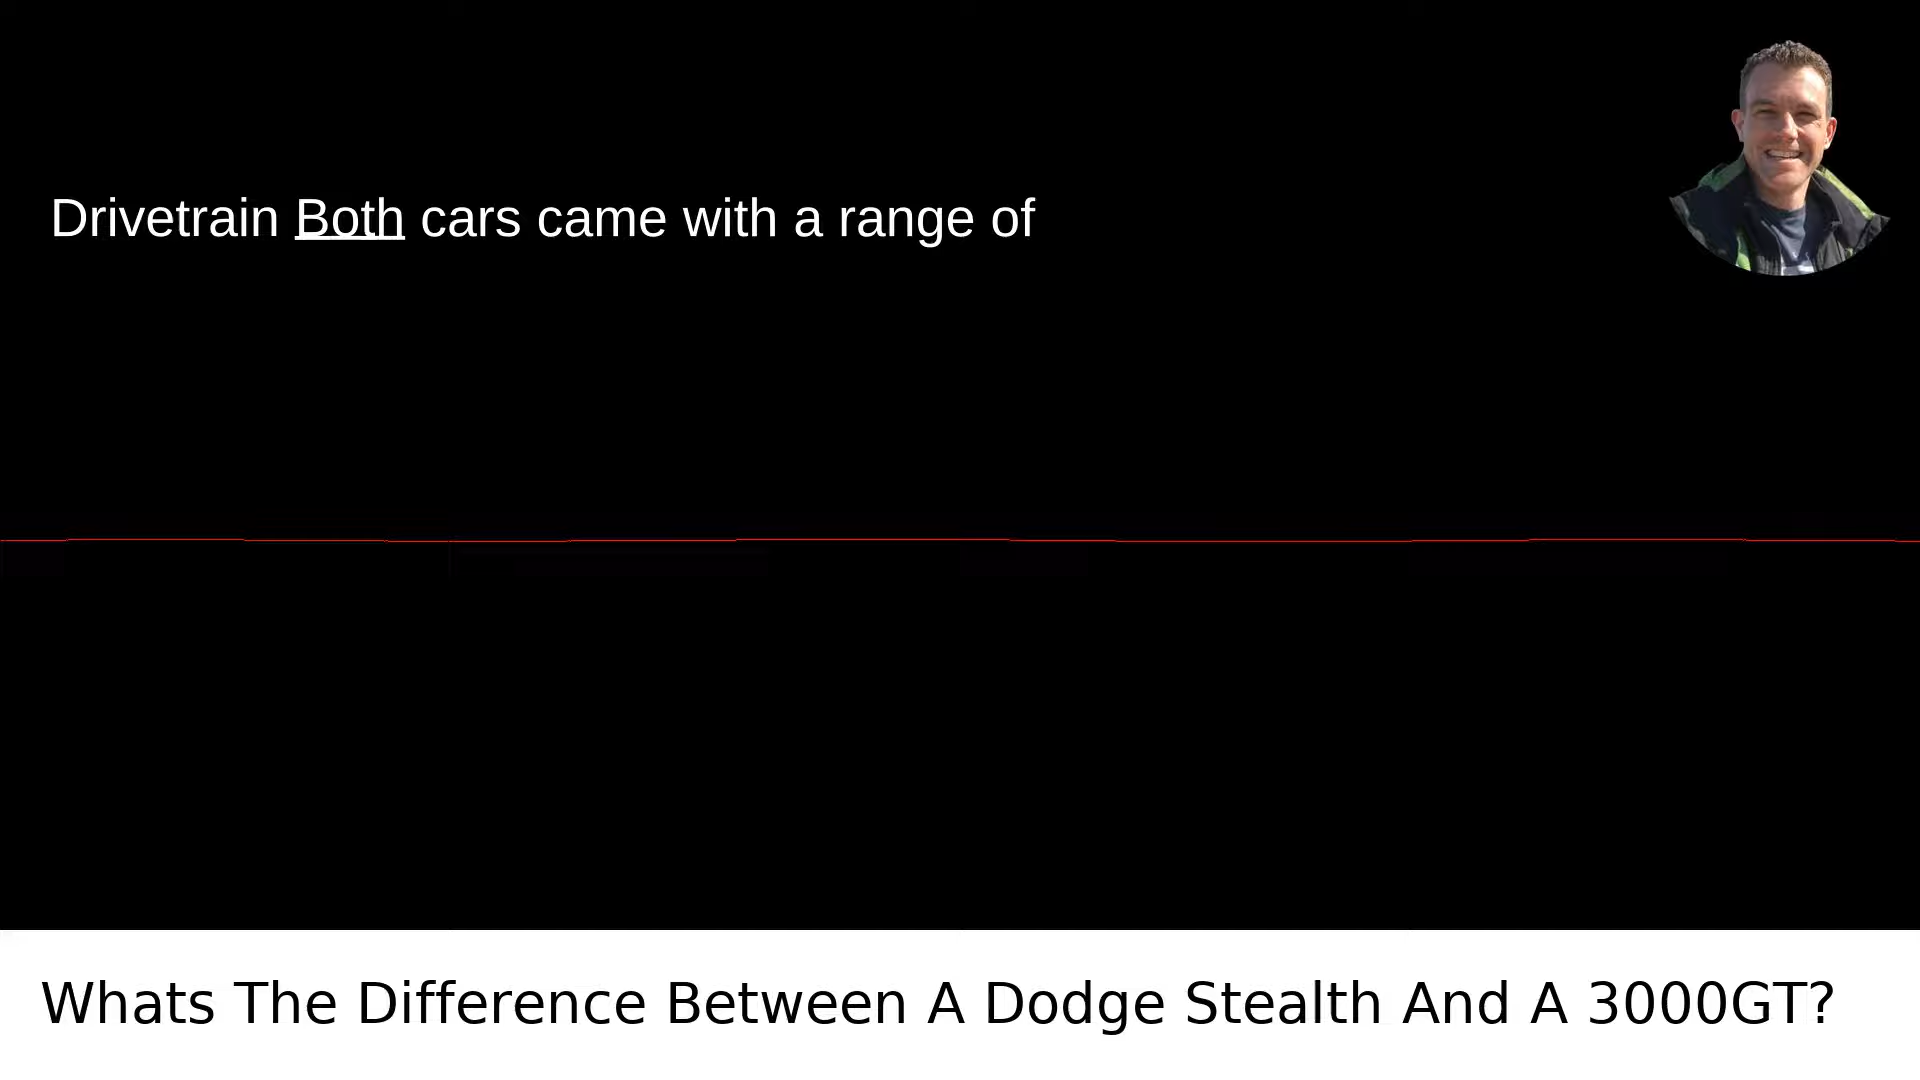 Drivetrain Both cars came with a range of
Whats The Difference Between A Dodge Stealth And A 3000GT?